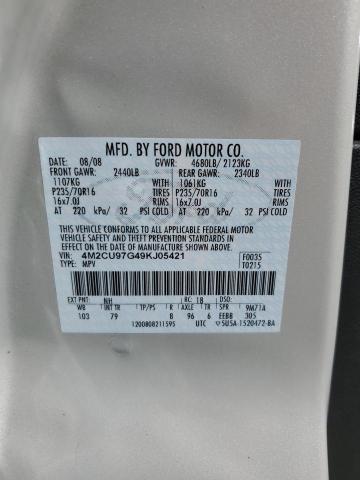 MFD. BY FORD MOTOR CO.
DATE: 08/08 GVWR: 4680LB/ 2123KG
FRONT GAWR: 2440LB REAR GAWR: 2340LB
1107KG WITH 1061KG WITH
P235/70R16 TIRES P235/70R16 TIRES
16x7.0J RIMS 16x7.0J RIMS
AT 220 kPa/ 32 PSI COLD AT 220 kPa/ 32 PSI COLD
THIS VEHICLE CONFORMS TO ALL APPLICABLE FEDERAL MOTOR
VEHICLE SAFETY AND THEFT PREVENTION STANDARDS IN EFFECT
ON THE DATE OF MANUFACTURE SHOWN ABOVE.
VIN: 4M2CU97G49KJ05421 F0035
TYPE: MPV T0215
EXT PNT: NH RC: 18 DSO:
WB INT TR TP/PS R AXLE TR SPR 9M71A
103 79 8 96 6 EEBB 305
1200808211595 UTC 5U5A-1520472-BA